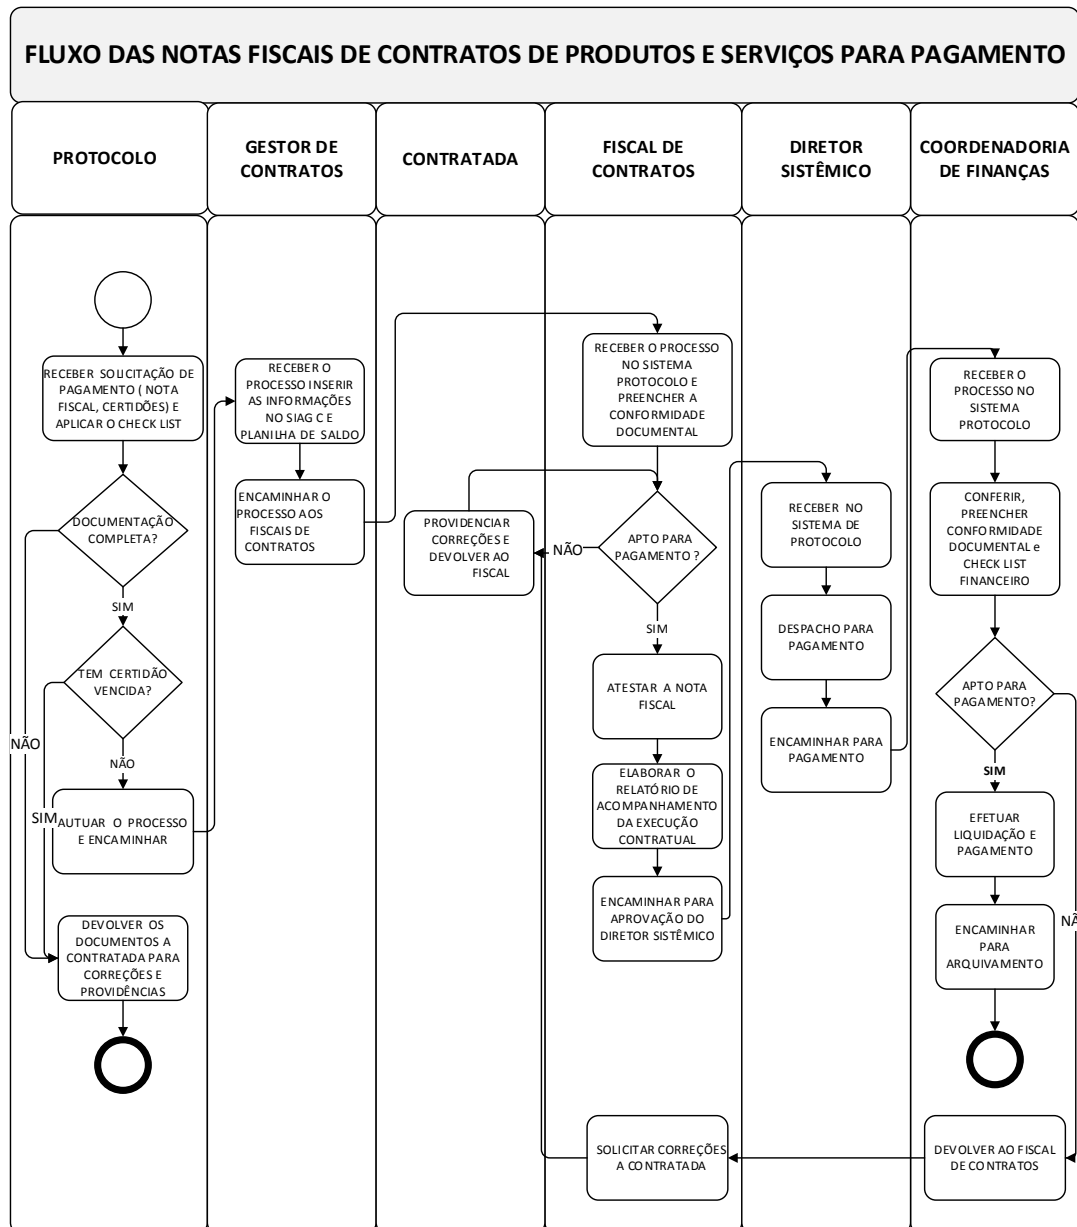 FLUXO DAS NOTAS FISCAIS DE CONTRATOS DE PRODUTOS E SERVIÇOS PARA PAGAMENTO
PROTOCOLO
GESTOR DE
CONTRATOS
CONTRATADA
FISCAL DE
CONTRATOS
DIRETOR
SISTÊMICO
COORDENADORIA
DE FINANÇAS
RECEBER SOLICITAÇÃO DE
PAGAMENTO ( NOTA
FISCAL, CERTIDÕES) E
APLICAR O CHECK LIST
DOCUMENTAÇÃO
COMPLETA?
SIM
TEM CERTIDÃO
VENCIDA?
NÃO
NÃO
SIM
AUTUAR O PROCESSO
E ENCAMINHAR
DEVOLVER OS
DOCUMENTOS A
CONTRATADA PARA
CORREÇÕES E
PROVIDÊNCIAS
RECEBER O
PROCESSO INSERIR
AS INFORMAÇÕES
NO SIAG C E
PLANILHA DE SALDO
ENCAMINHAR O
PROCESSO AOS
FISCAIS DE
CONTRATOS
PROVIDENCIAR
CORREÇÕES E
DEVOLVER AO
FISCAL
RECEBER O PROCESSO
NO SISTEMA
PROTOCOLO E
PREENCHER A
CONFORMIDADE
DOCUMENTAL
APTO PARA
PAGAMENTO ?
NÃO
SIM
ATESTAR A NOTA
FISCAL
ELABORAR O
RELATÓRIO DE
ACOMPANHAMENTO
DA EXECUÇÃO
CONTRATUAL
ENCAMINHAR PARA
APROVAÇÃO DO
DIRETOR SISTÊMICO
SOLICITAR CORREÇÕES
A CONTRATADA
RECEBER NO
SISTEMA DE
PROTOCOLO
DESPACHO PARA
PAGAMENTO
ENCAMINHAR PARA
PAGAMENTO
RECEBER O
PROCESSO NO
SISTEMA
PROTOCOLO
CONFERIR,
PREENCHER
CONFORMIDADE
DOCUMENTAL e
CHECK LIST
FINANCEIRO
APTO PARA
PAGAMENTO?
SIM
EFETUAR
LIQUIDAÇÃO E
PAGAMENTO
NÃ
ENCAMINHAR
PARA
ARQUIVAMENTO
DEVOLVER AO FISCAL
DE CONTRATOS